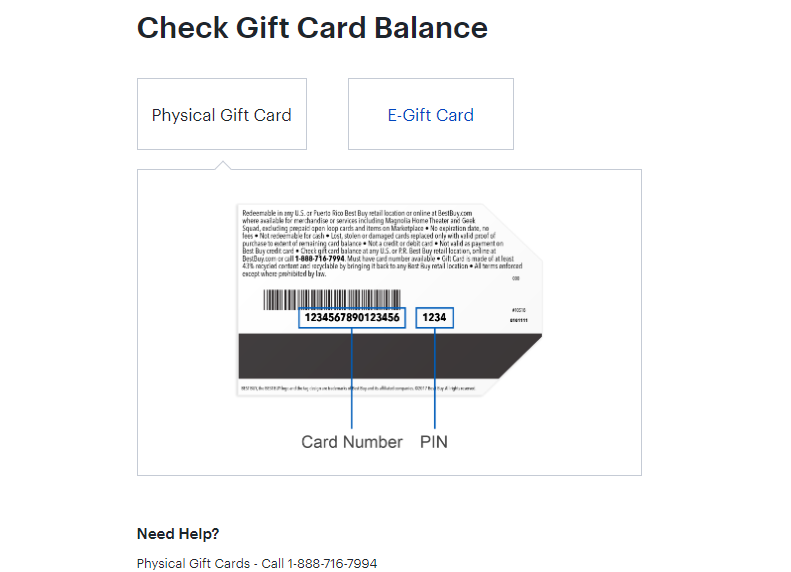 Check Gift Card Balance
Physical Gift Card
E-Gift Card
Redeemable in any U.S. or Puerto Rico Best Buy retail location or online at BestBuy.com
where available for merchandise or services including Magnolia Home Theater and Geek
Squad, excluding prepaid open loop cards and items on Marketplace • No expiration date, no
fees • Not redeemable for cash • Lost, stolen or damaged cards replaced only with valid proof of
purchase to extent of remaining card balance • Not a credit or debit card • Not valid as payment on
Best Buy credit card • Check gift card balance at any U.S. or P.R. Best Buy retail location, online at
BestBuy.com or call 1-888-716-7994. Must have card number available • Gift Card is made of at least
43% recycled content and recyclable by bringing it back to any Best Buy retail location • All terms enforced
except where prohibited by law.
1234567890123456
1234
Card Number
PIN
Need Help?
Physical Gift Cards - Call 1-888-716-7994